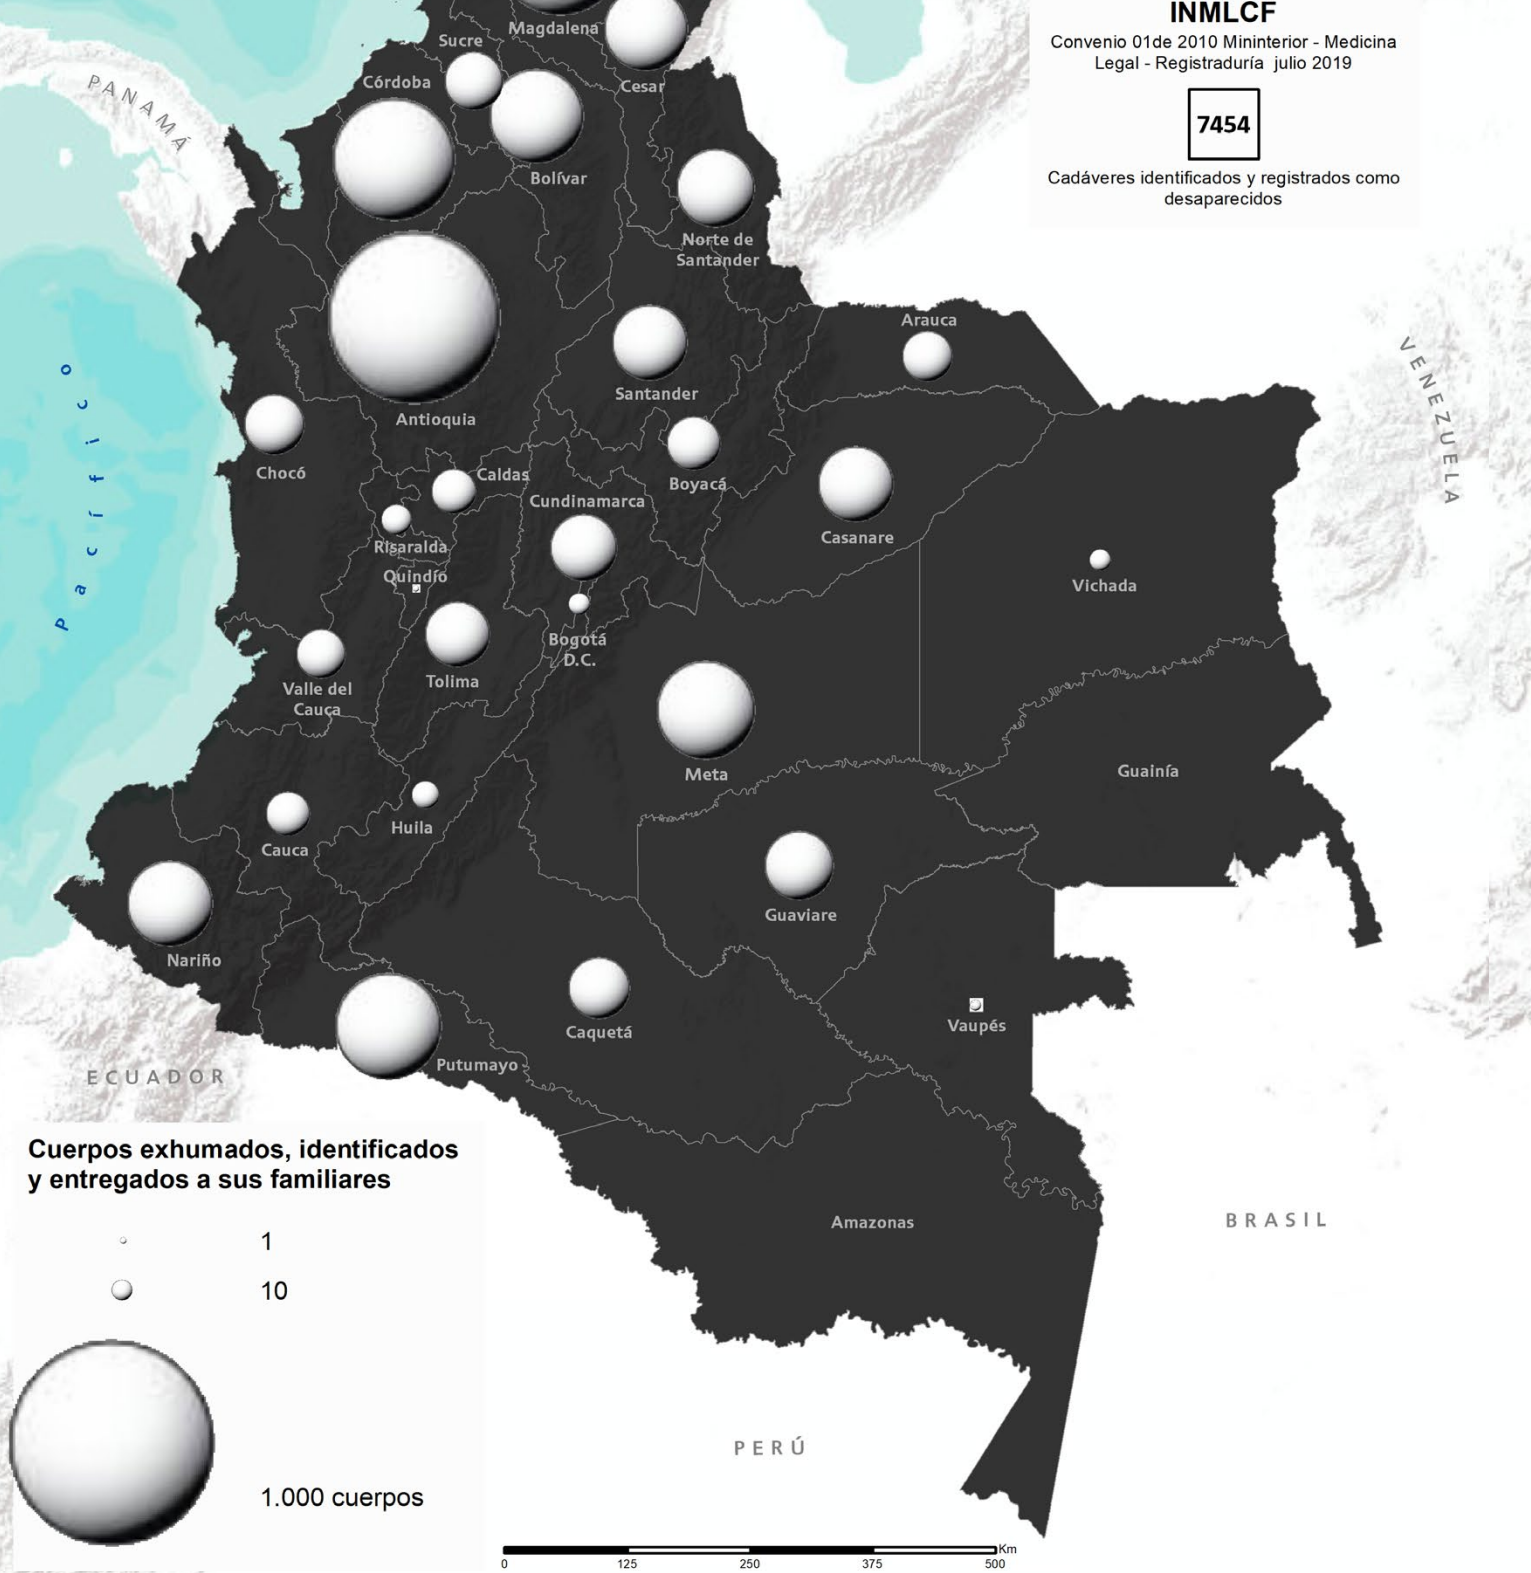 INMLCF
Convenio 01de 2010 Mininterior - Medicina
Legal - Registraduría julio 2019
7454
Cadáveres identificados y registrados como
desaparecidos
Magdalena
Sucre
Cesar
Córdoba
PANAMÁ
Bolívar
Norte de
Santander
Arauca
VENEZUELA
Pacífico
Santander
Antioquia
Chocó
Caldas
Boyacá
Cundinamarca
Casanare
Risaralda
Quindío
Vichada
Bogotá
D.C.
Tolima
Valle del
Cauca
Meta
Guainía
Huila
Cauca
Guaviare
Nariño
Caquetá
Vaupés
Putumayo
ECUADOR
Cuerpos exhumados, identificados
y entregados a sus familiares
1
10
1.000 cuerpos
Amazonas
BRASIL
PERÚ
Km
0 125 250 375 500